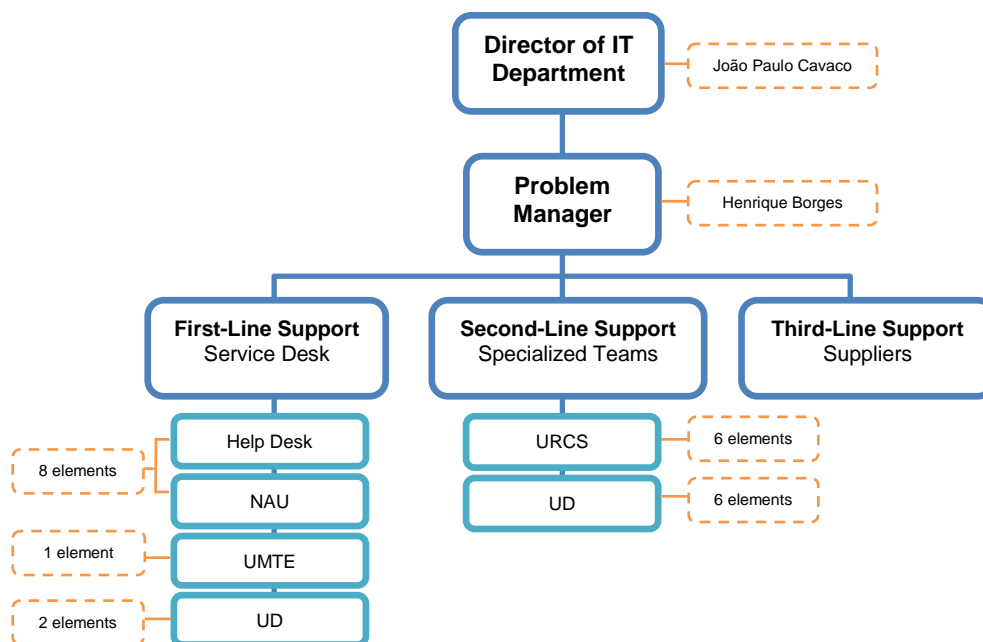 Director of IT
Department
João Paulo Cavaco
Problem
Manager
Henrique Borges
First-Line Support
Service Desk
Second-Line Support
Specialized Teams
Third-Line Support
Suppliers
Help Desk
8 elements
NAU
1 element
UMTE
2 elements
UD
URCS
6 elements
UD
6 elements